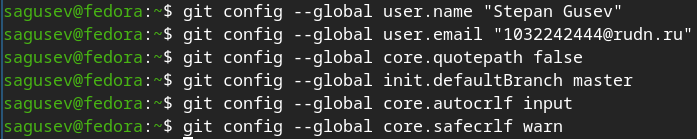 sagusev@fedora:~$ git config --global user.name "Stepan Gusev"
sagusev@fedora:~$ git config --global user.email "1032242444@rudn.ru"
sagusev@fedora:~$ git config --global core.quotepath false
sagusev@fedora:~$ git config --global init.defaultBranch master
sagusev@fedora:~$ git config --global core.autocrlf input
sagusev@fedora:~$ git config --global core.safecrlf warn